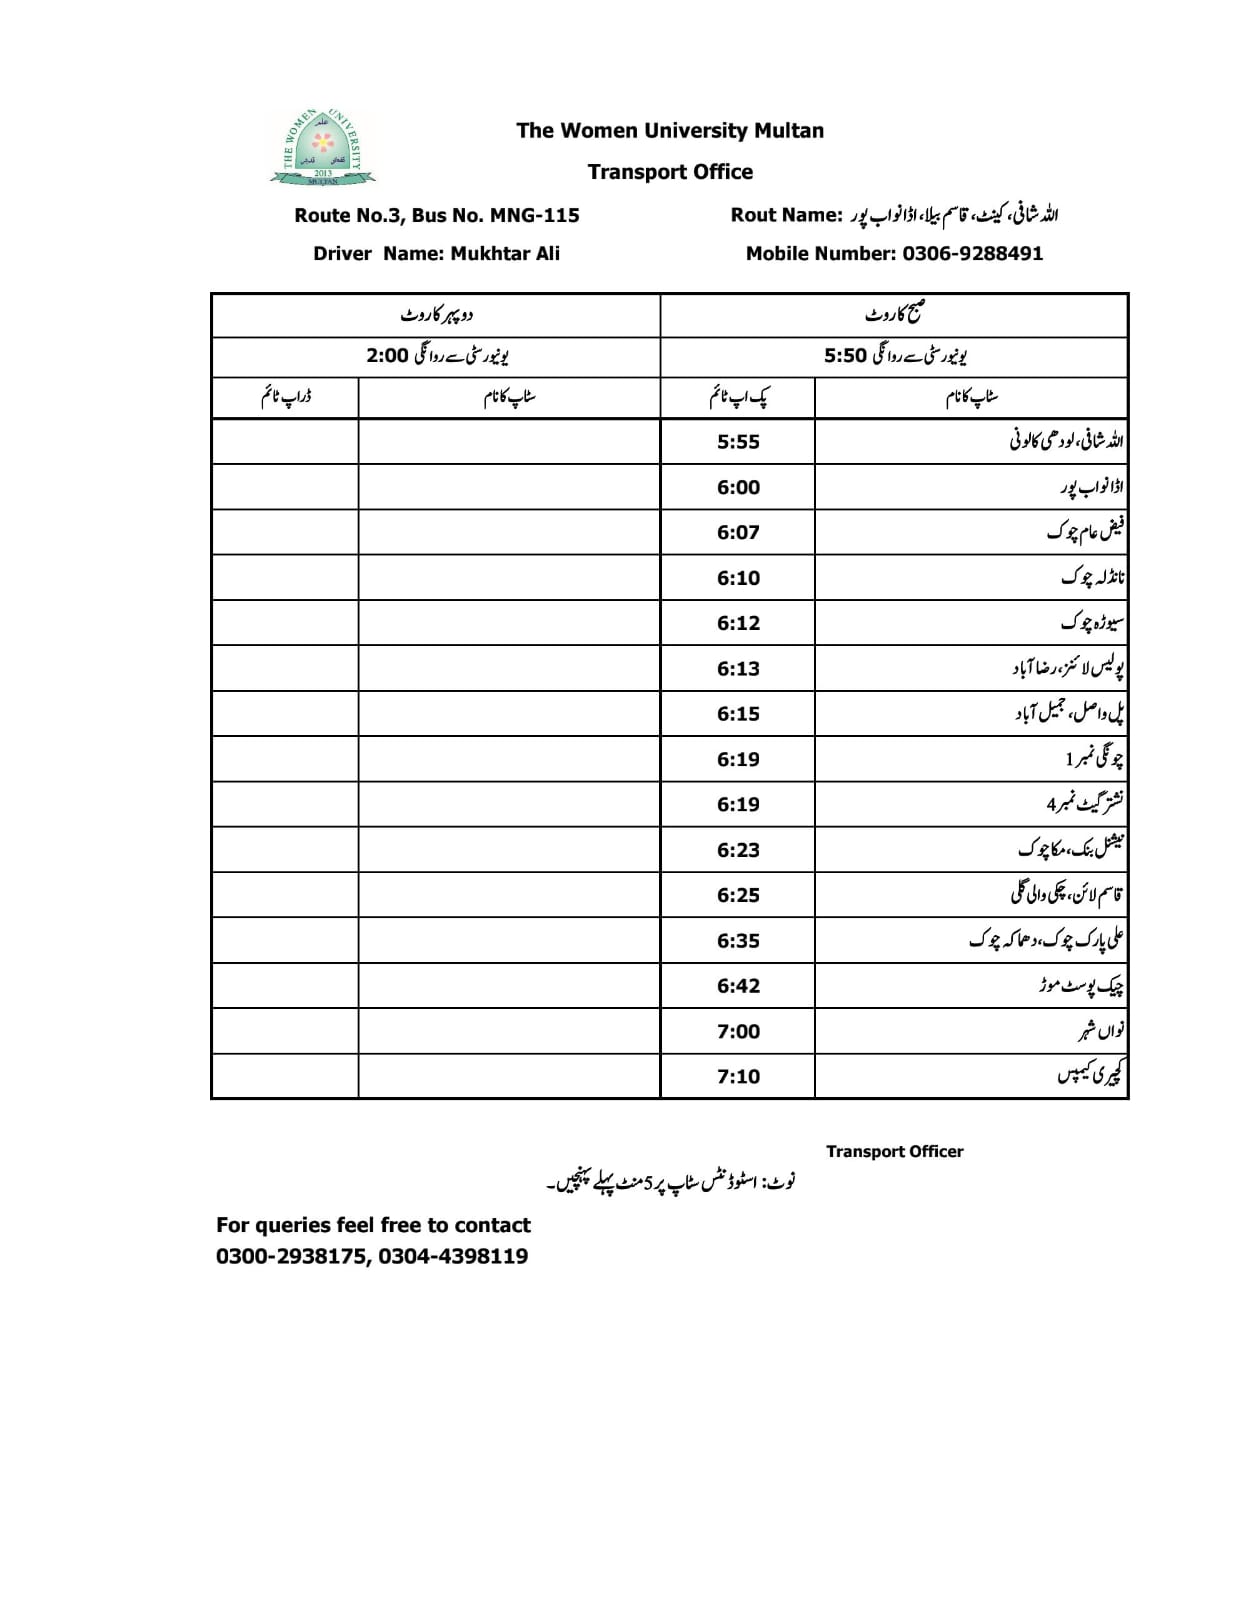 THE WOMEN UNIVERSITY
علم
2013
MULTAN
The Women University Multan
Transport Office
Route No.3, Bus No. MNG-115
Rout Name: اللہ شافی، کینٹ، قاسم بیلا، اڈا نواب پور
Driver Name: Mukhtar Ali
Mobile Number: 0306-9288491
صبح کا روٹ
دوپہر کا روٹ
یونیورسٹی سے روانگی 5:50
یونیورسٹی سے روانگی 2:00
سٹاپ کا نام پک اپ ٹائم سٹاپ کا نام ڈراپ ٹائم
اللہ شافی، لودھی کالونی 5:55
اڈا نواب پور 6:00
فیض عام چوک 6:07
نانڈلہ چوک 6:10
سیوڑہ چوک 6:12
پولیس لائنز، رضا آباد 6:13
پل واصل، جمیل آباد 6:15
چونگی نمبر 1 6:19
نشتر گیٹ نمبر 4 6:19
نیشنل بنک، مکا چوک 6:23
قاسم لائن، چکی والی گلی 6:25
علی پارک چوک، دھماکہ چوک 6:35
چیک پوسٹ موڑ 6:42
نواں شہر 7:00
کچہری کیمپس 7:10
Transport Officer
نوٹ: اسٹوڈنٹس سٹاپ پر 5 منٹ پہلے پہنچیں۔
For queries feel free to contact
0300-2938175, 0304-4398119